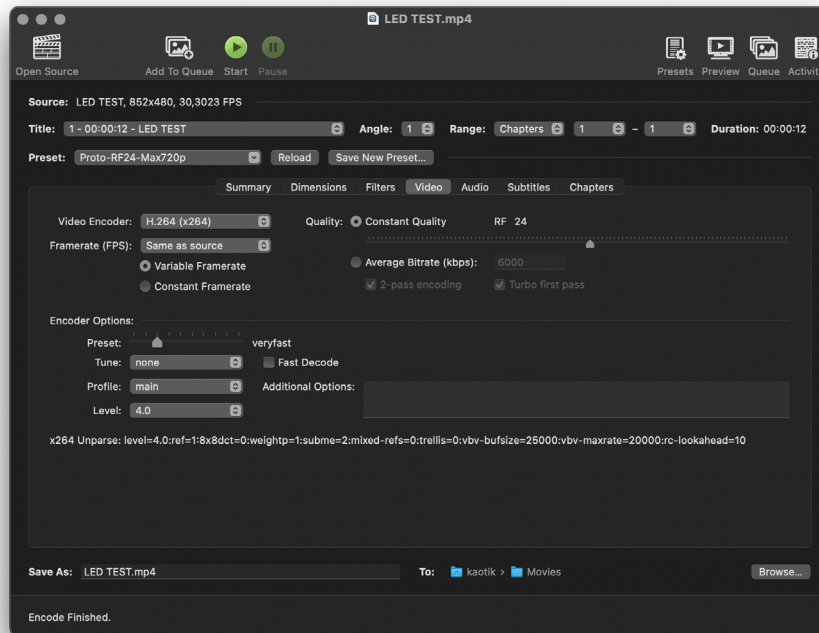 LED TEST.mp4
Open Source Add To Queue Start Pause Presets Preview Queue Activit
Source: LED TEST, 852x480, 30,3023 FPS
Title: 1 - 00:00:12 - LED TEST Angle: 1 Range: Chapters 1 – 1 Duration: 00:00:12
Preset: Proto-RF24-Max720p Reload Save New Preset...
Summary Dimensions Filters Video Audio Subtitles Chapters
Video Encoder: H.264 (x264) Quality: Constant Quality RF 24
Framerate (FPS): Same as source
Variable Framerate Average Bitrate (kbps): 6000
Constant Framerate 2-pass encoding Turbo first pass
Encoder Options:
Preset: veryfast
Tune: none Fast Decode
Profile: main Additional Options:
Level: 4.0
x264 Unparse: level=4.0:ref=1:8x8dct=0:weightp=1:subme=2:mixed-refs=0:trellis=0:vbv-bufsize=25000:vbv-maxrate=20000:rc-lookahead=10
Save As: LED TEST.mp4 To: kaotik › Movies Browse...
Encode Finished.